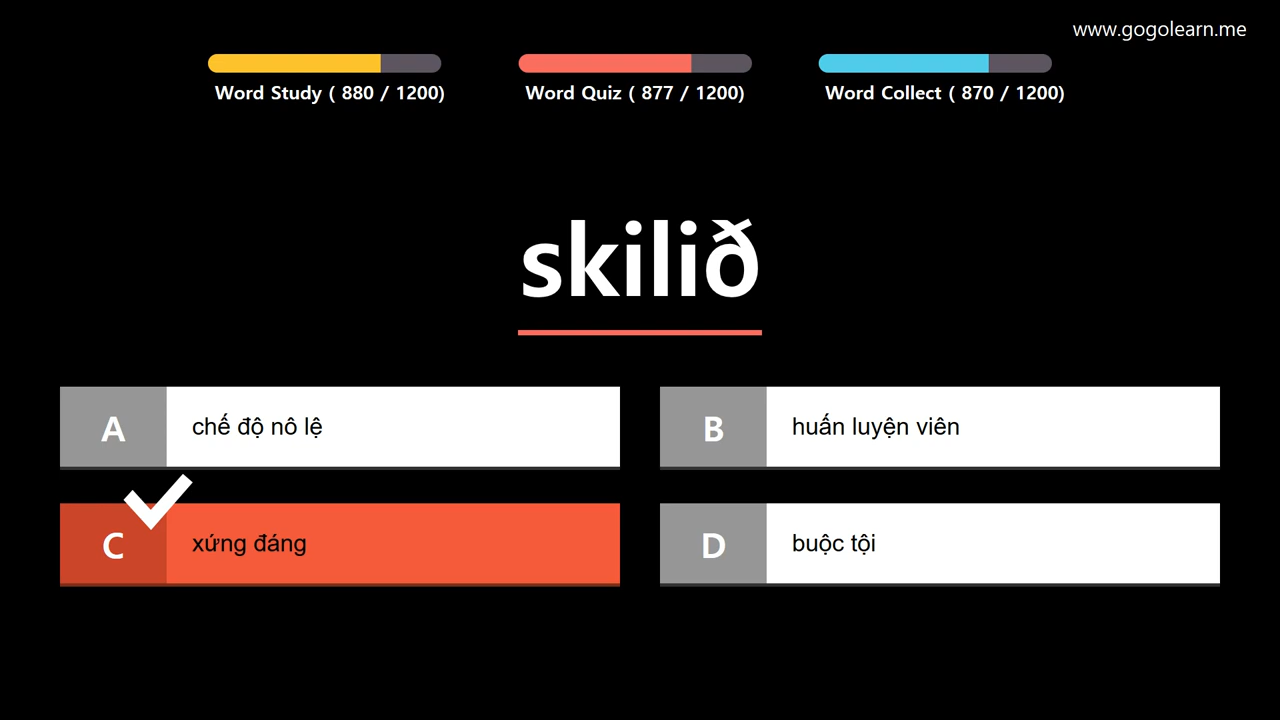 www.gogolearn.me
Word Study ( 880 / 1200)
Word Quiz ( 877 / 1200)
Word Collect ( 870 / 1200)
skilið
A chế độ nô lệ
B huấn luyện viên
C xứng đáng
D buộc tội